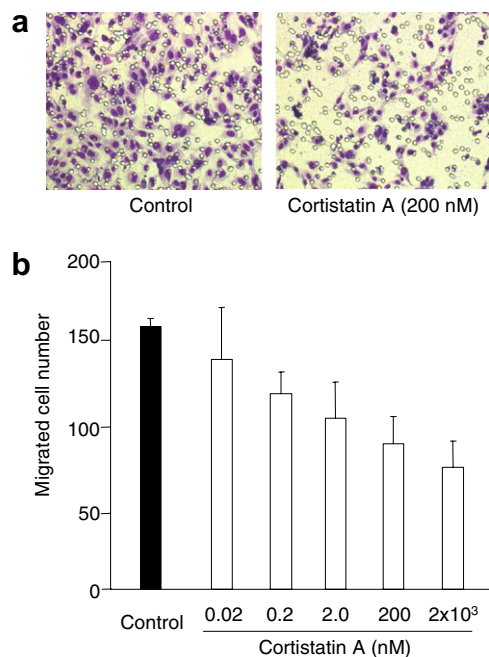 a
Control
Cortistatin A (200 nM)
b
Migrated cell number
200
150
100
50
0
Control
0.02 0.2 2.0 200 2x10³
Cortistatin A (nM)